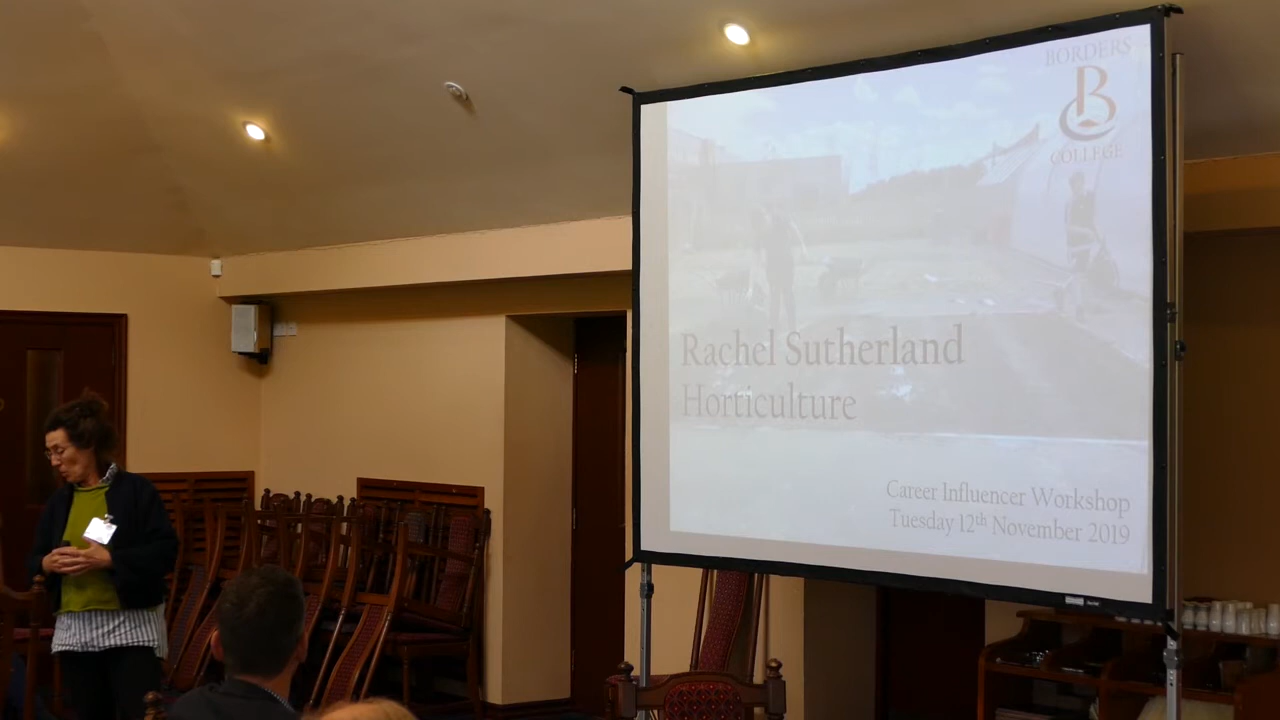 BORDERS
B
COLLEGE
Rachel Sutherland
Horticulture
Career Influencer Workshop
Tuesday 12th November 2019